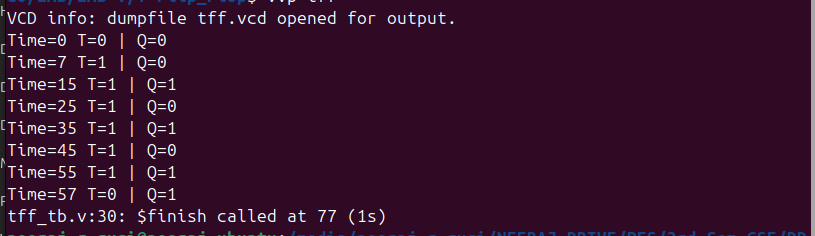 VCD info: dumpfile tff.vcd opened for output.
Time=0 T=0 | Q=0
Time=7 T=1 | Q=0
Time=15 T=1 | Q=1
Time=25 T=1 | Q=0
Time=35 T=1 | Q=1
Time=45 T=1 | Q=0
Time=55 T=1 | Q=1
Time=57 T=0 | Q=1
tff_tb.v:30: $finish called at 77 (1s)